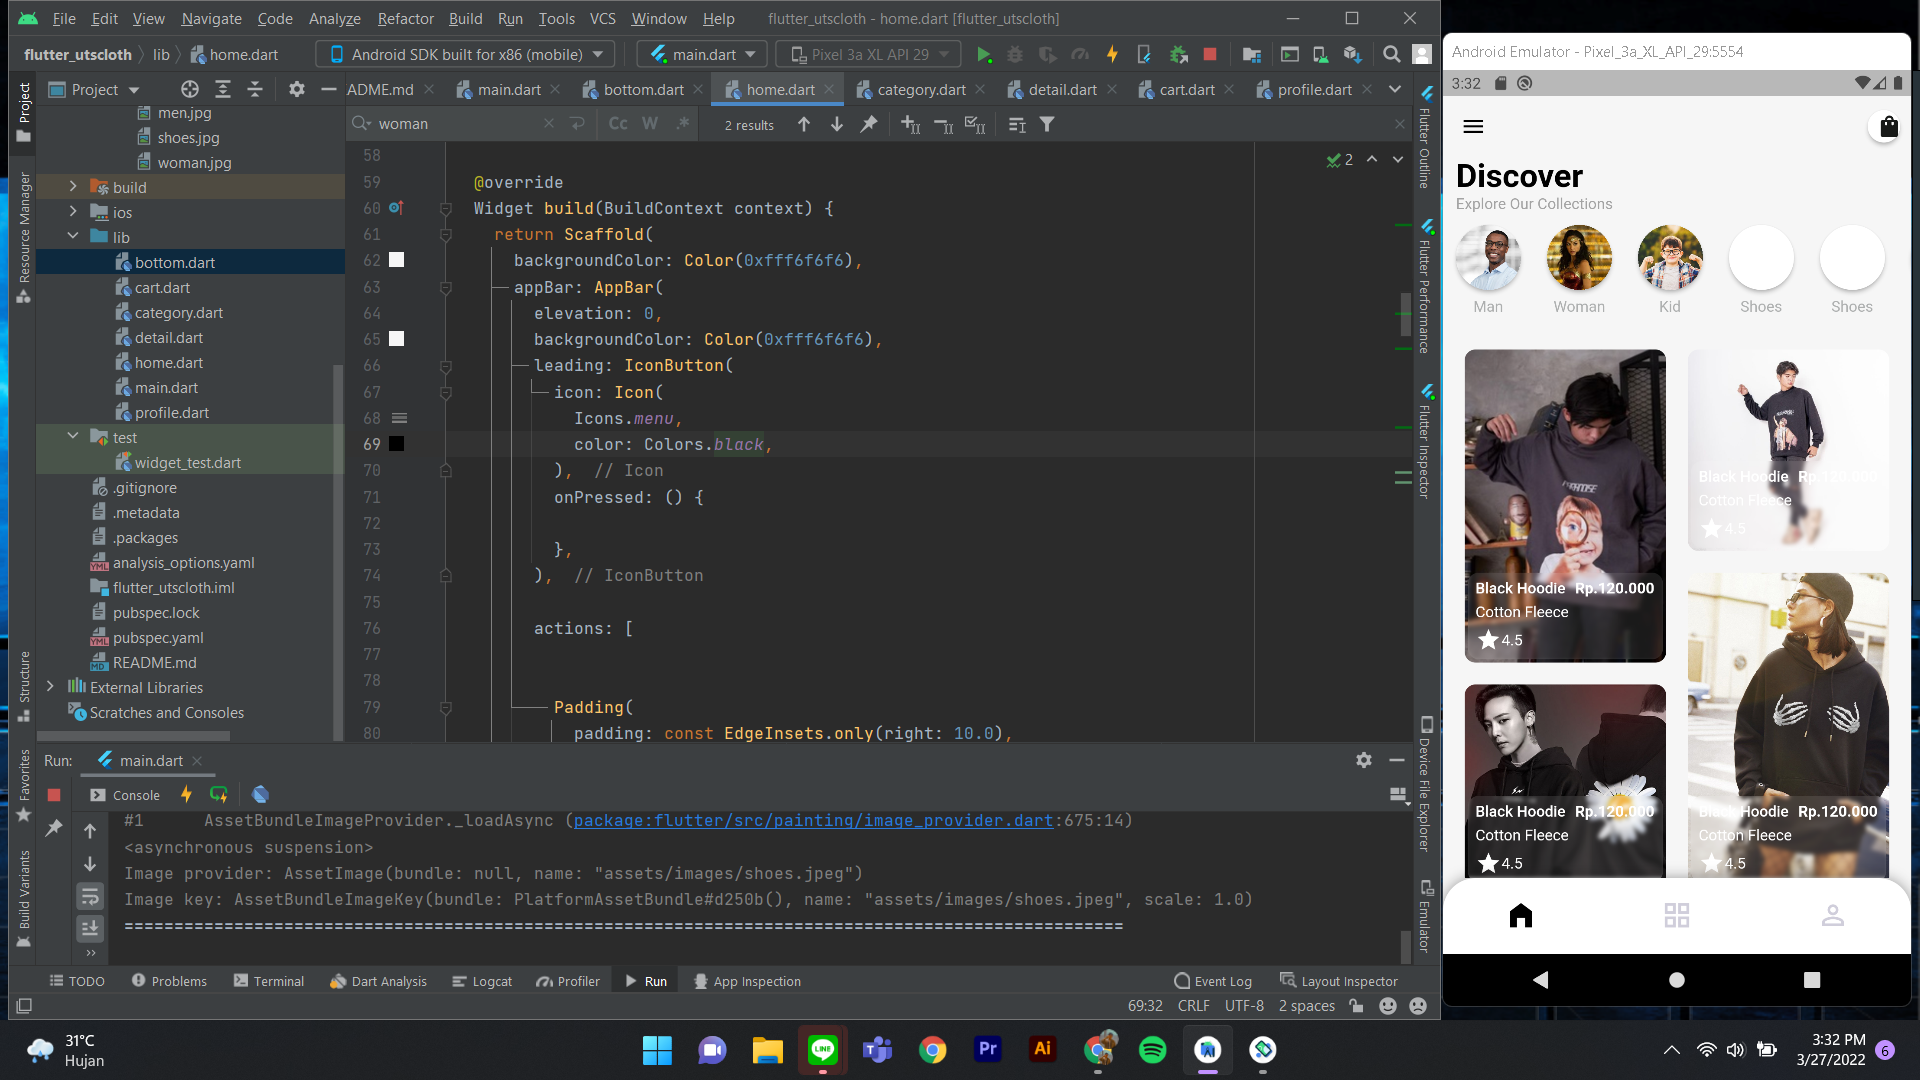 File Edit View Navigate Code Analyze Refactor Build Run Tools VCS Window Help flutter_utscloth - home.dart [flutter_utscloth]
flutter_utscloth lib home.dart Android SDK built for x86 (mobile) main.dart Pixel 3a XL API 29
Project
Resource Manager
Structure
Favorites
Build Variants
Project
men.jpg
shoes.jpg
woman.jpg
build
ios
lib
bottom.dart
cart.dart
category.dart
detail.dart
home.dart
main.dart
profile.dart
test
widget_test.dart
.gitignore
.metadata
.packages
analysis_options.yaml
flutter_utscloth.iml
pubspec.lock
pubspec.yaml
README.md
External Libraries
Scratches and Consoles
ADME.md main.dart bottom.dart home.dart category.dart detail.dart cart.dart profile.dart
woman Cc W .* 2 results
2
58
59 @override
60 Widget build(BuildContext context) {
61 return Scaffold(
62 backgroundColor: Color(0xfff6f6f6),
63 appBar: AppBar(
64 elevation: 0,
65 backgroundColor: Color(0xfff6f6f6),
66 leading: IconButton(
67 icon: Icon(
68 Icons.menu,
69 color: Colors.black,
70 ), // Icon
71 onPressed: () {
72
73 },
74 ), // IconButton
75
76 actions: [
77
78
79 Padding(
80 padding: const EdgeInsets.only(right: 10.0),
Flutter Outline
Flutter Performance
Flutter Inspector
Device File Explorer
Emulator
Run: main.dart
Console
#1 AssetBundleImageProvider._loadAsync (package:flutter/src/painting/image_provider.dart:675:14)
<asynchronous suspension>
Image provider: AssetImage(bundle: null, name: "assets/images/shoes.jpeg")
Image key: AssetBundleImageKey(bundle: PlatformAssetBundle#d250b(), name: "assets/images/shoes.jpeg", scale: 1.0)
====================================================================================================
TODO Problems Terminal Dart Analysis Logcat Profiler Run App Inspection Event Log Layout Inspector
69:32 CRLF UTF-8 2 spaces
Android Emulator - Pixel_3a_XL_API_29:5554
3:32
Discover
Explore Our Collections
Man Woman Kid Shoes Shoes
Black Hoodie Rp.120.000
Cotton Fleece
4.5
Black Hoodie Rp.120.000
Cotton Fleece
4.5
Black Hoodie Rp.120.000
Cotton Fleece
4.5
Black Hoodie Rp.120.000
Cotton Fleece
4.5
31°C
Hujan
LINE
Pr
Ai
3:32 PM
3/27/2022
6